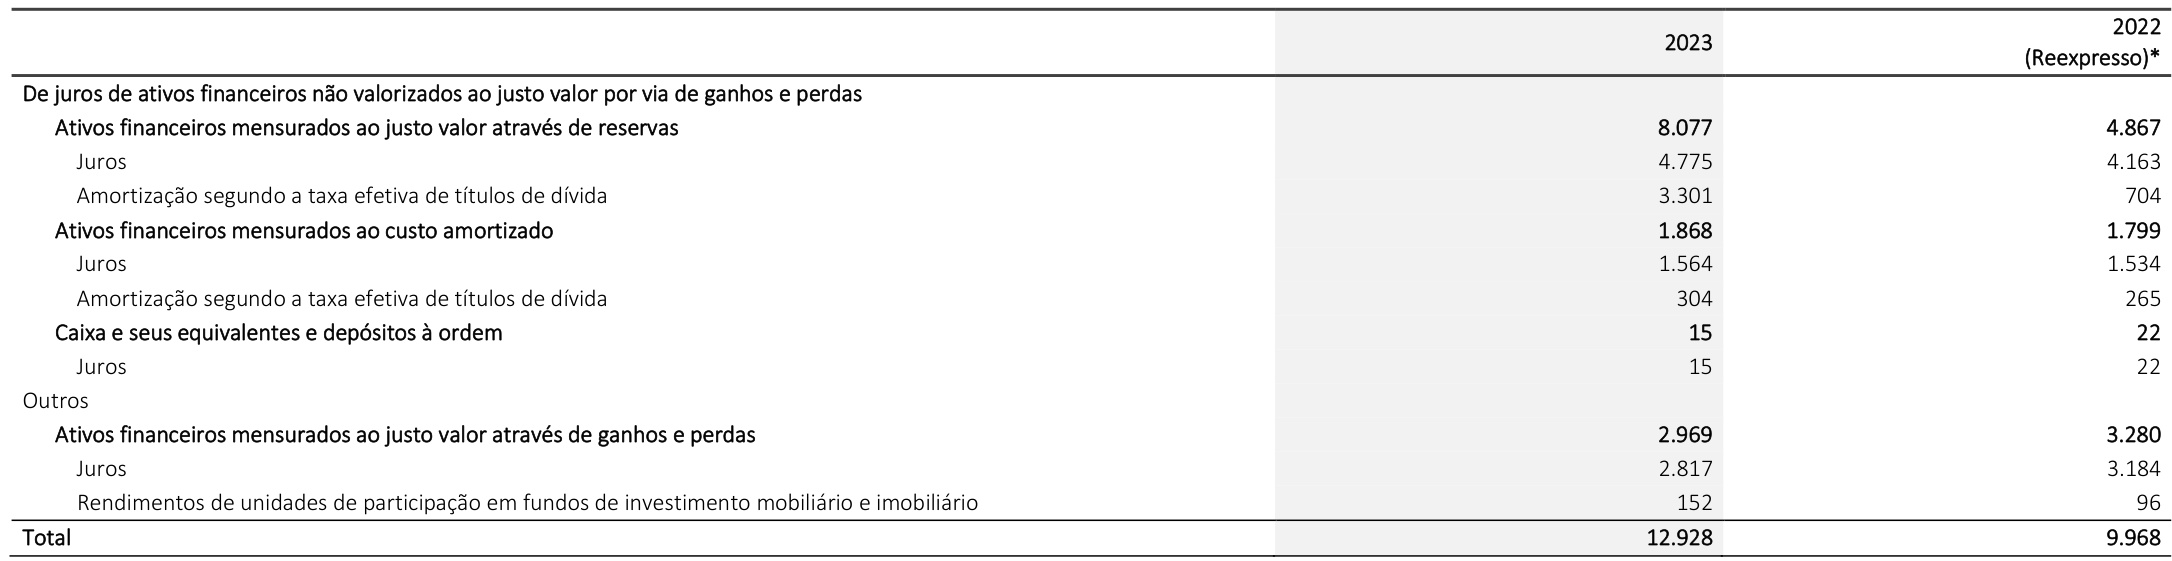 2023 2022
(Reexpresso)*
De juros de ativos financeiros não valorizados ao justo valor por via de ganhos e perdas
Ativos financeiros mensurados ao justo valor através de reservas 8.077 4.867
Juros 4.775 4.163
Amortização segundo a taxa efetiva de títulos de dívida 3.301 704
Ativos financeiros mensurados ao custo amortizado 1.868 1.799
Juros 1.564 1.534
Amortização segundo a taxa efetiva de títulos de dívida 304 265
Caixa e seus equivalentes e depósitos à ordem 15 22
Juros 15 22
Outros
Ativos financeiros mensurados ao justo valor através de ganhos e perdas 2.969 3.280
Juros 2.817 3.184
Rendimentos de unidades de participação em fundos de investimento mobiliário e imobiliário 152 96
Total 12.928 9.968